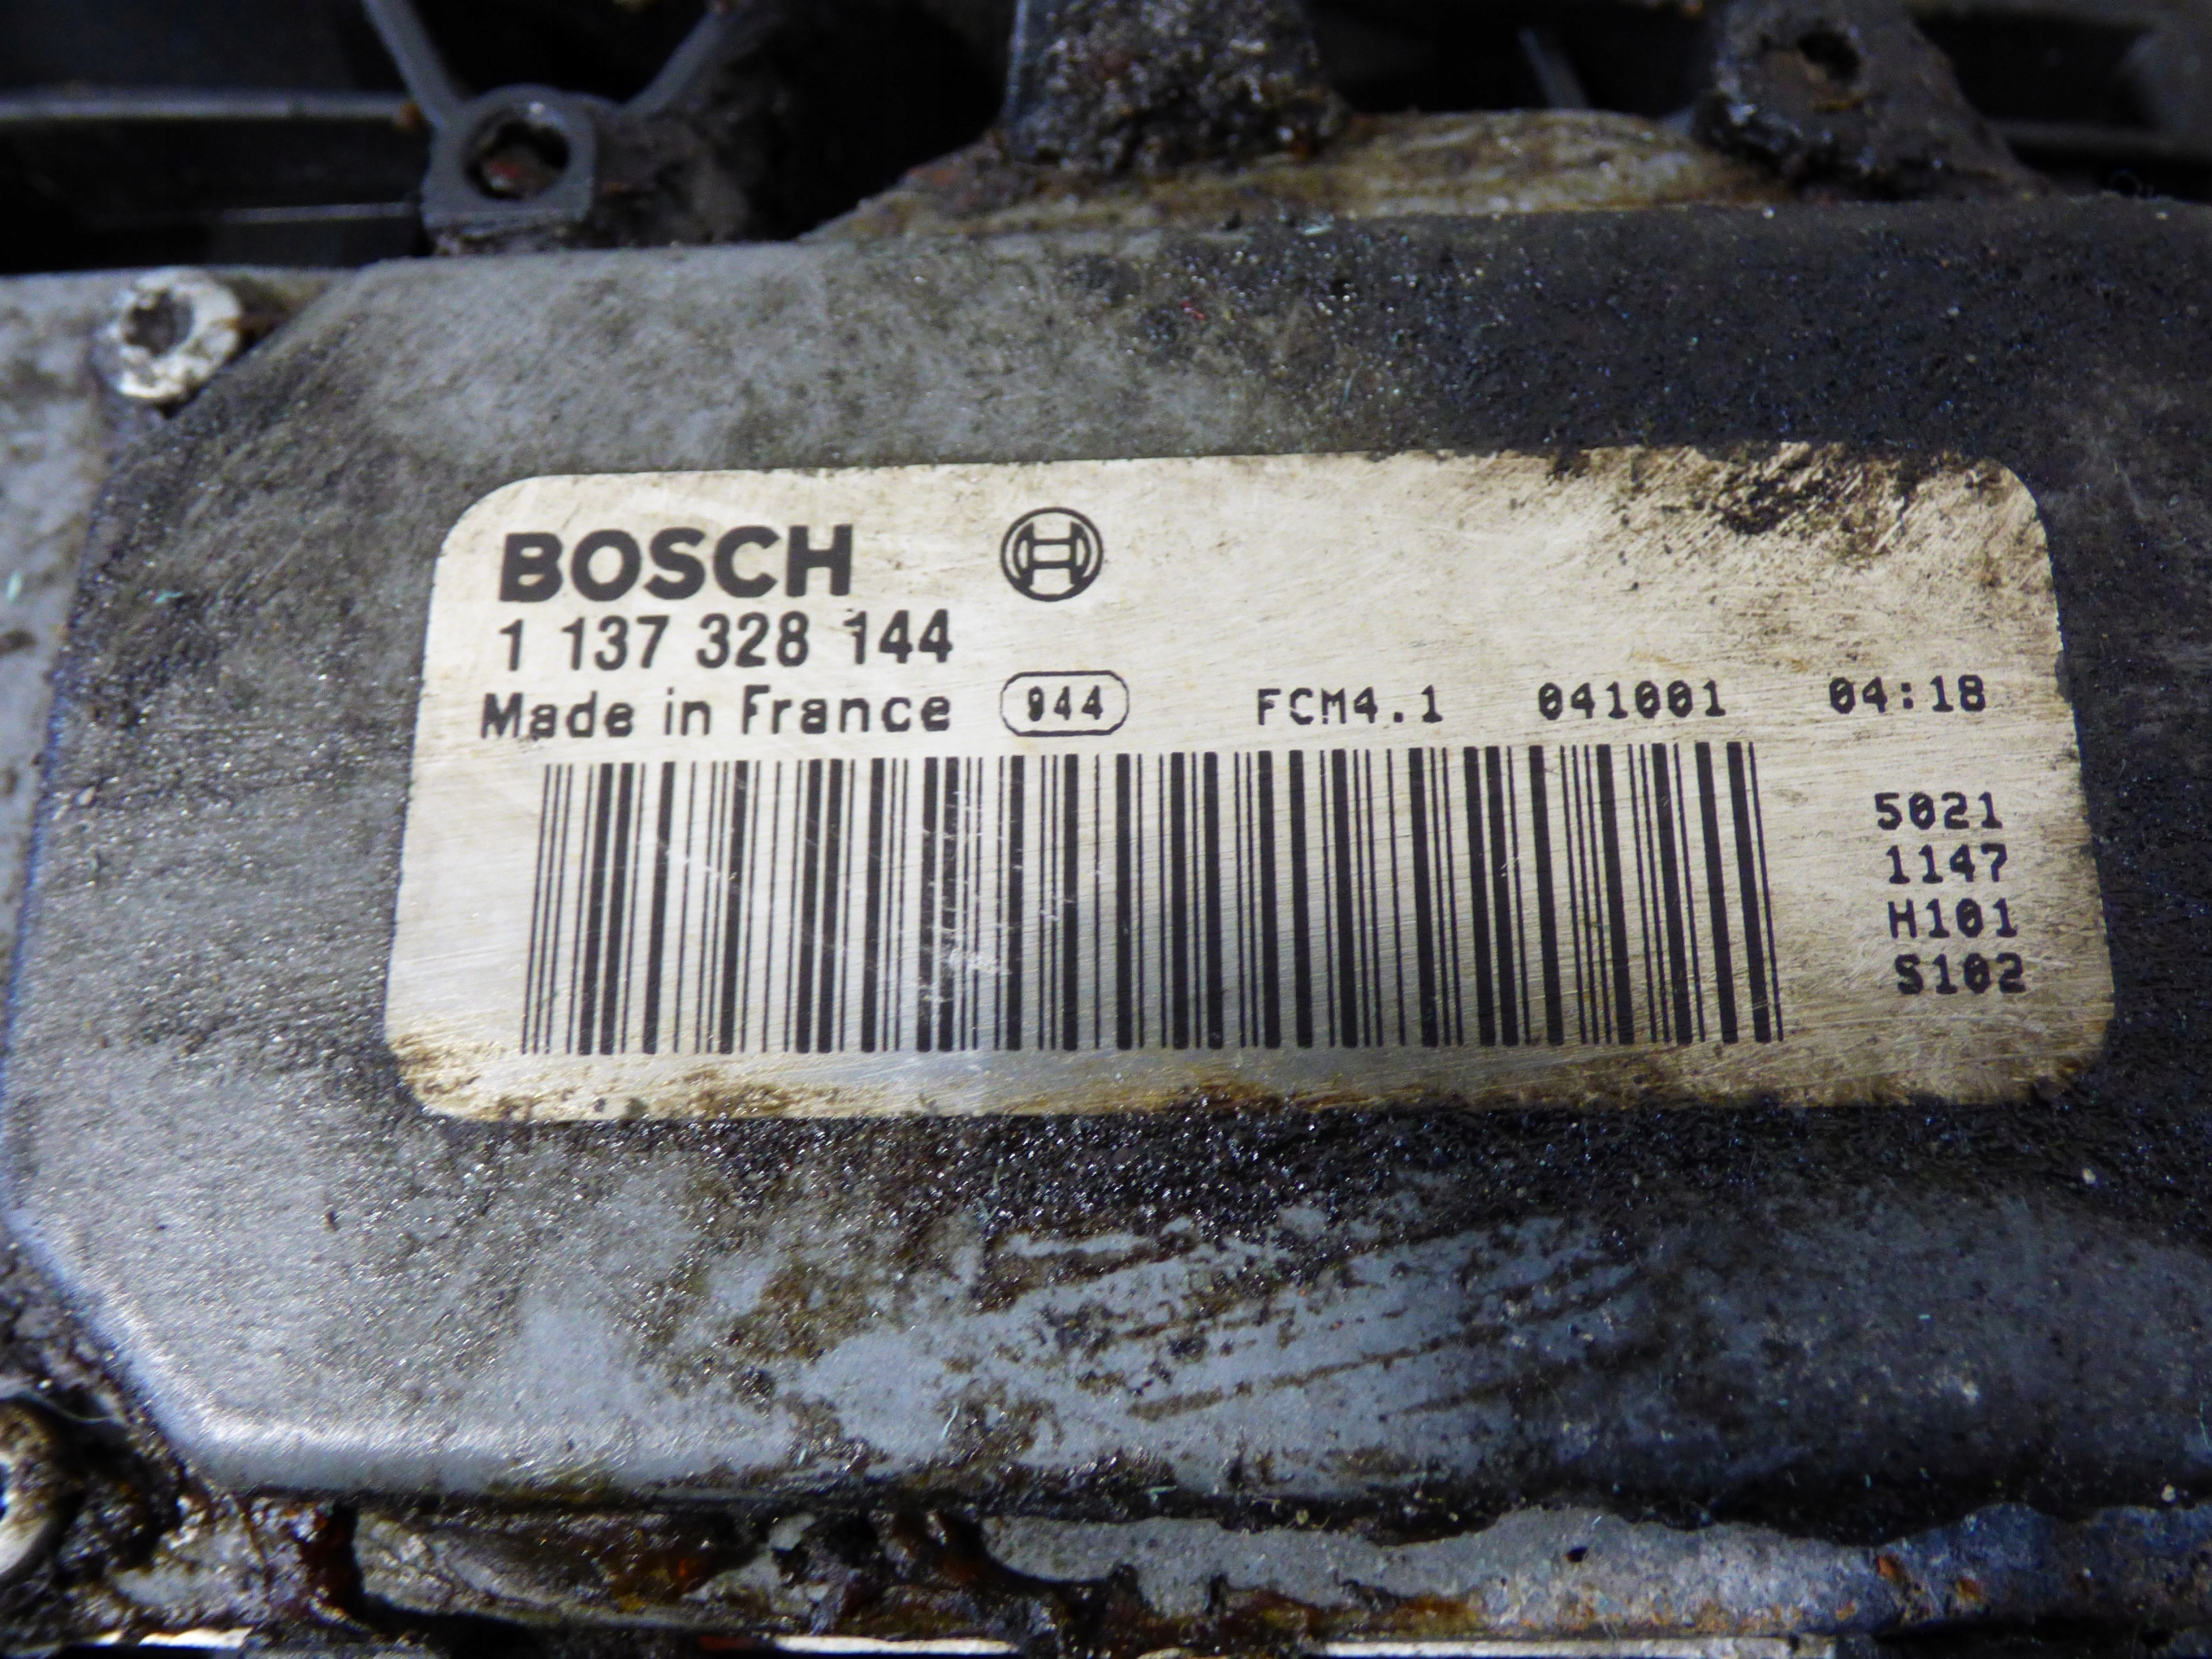 BOSCH
1 137 328 144
Made in France 944 FCM4.1 041001 04:18
5021
1147
H101
S102